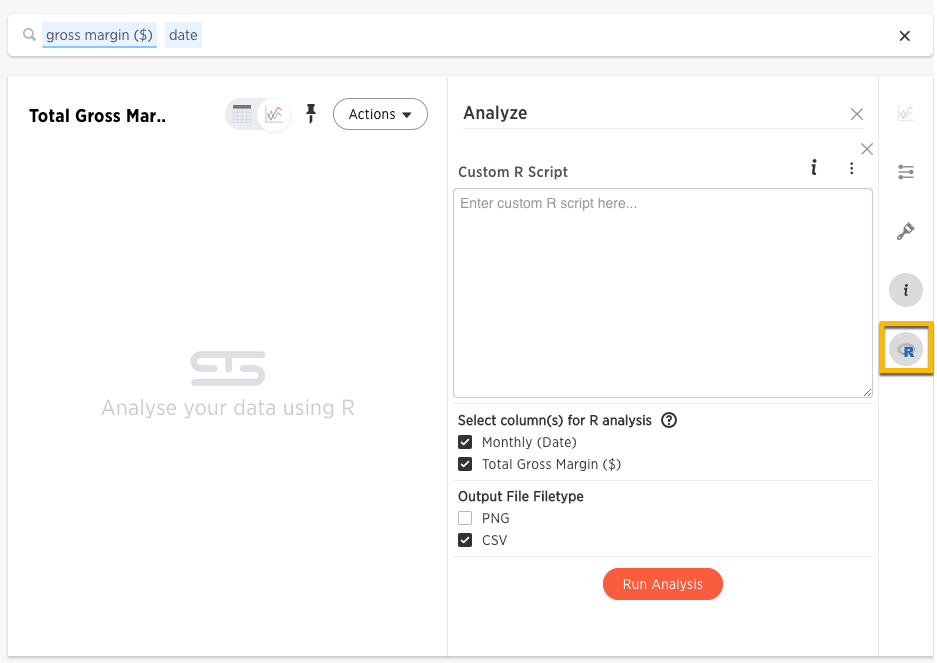 gross margin ($) date
Total Gross Mar..
Actions
Analyse your data using R
Analyze
Custom R Script
i
Enter custom R script here...
Select column(s) for R analysis ?
Monthly (Date)
Total Gross Margin ($)
Output File Filetype
PNG
CSV
Run Analysis
i
R